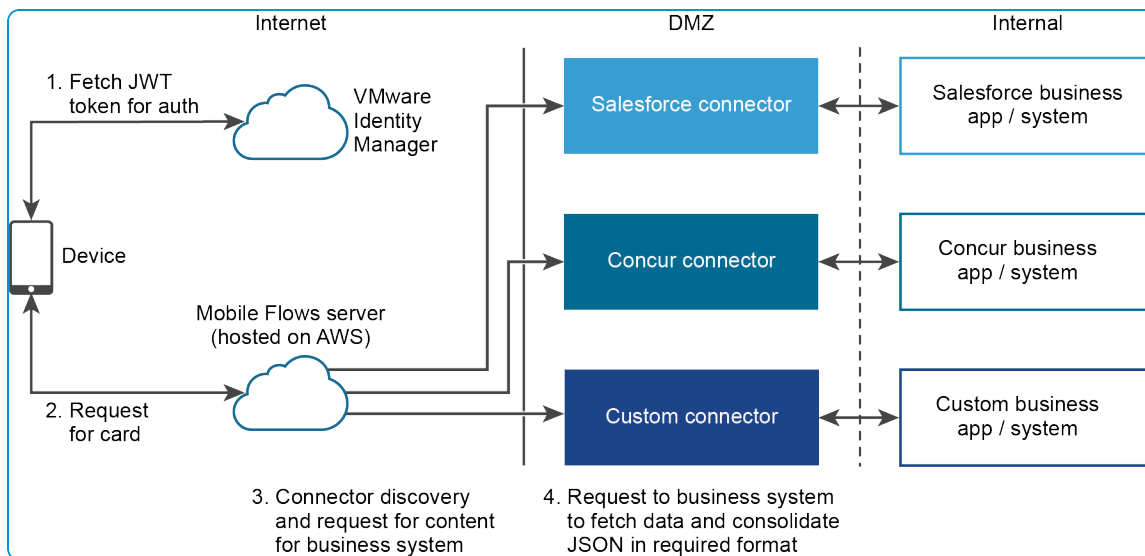 Internet
DMZ
Internal
1. Fetch JWT
token for auth
VMware
Identity
Manager
Salesforce connector
Salesforce business
app / system
Device
Concur connector
Concur business
app / system
Mobile Flows server
(hosted on AWS)
2. Request
for card
Custom connector
Custom business
app / system
3. Connector discovery
and request for content
for business system
4. Request to business system
to fetch data and consolidate
JSON in required format